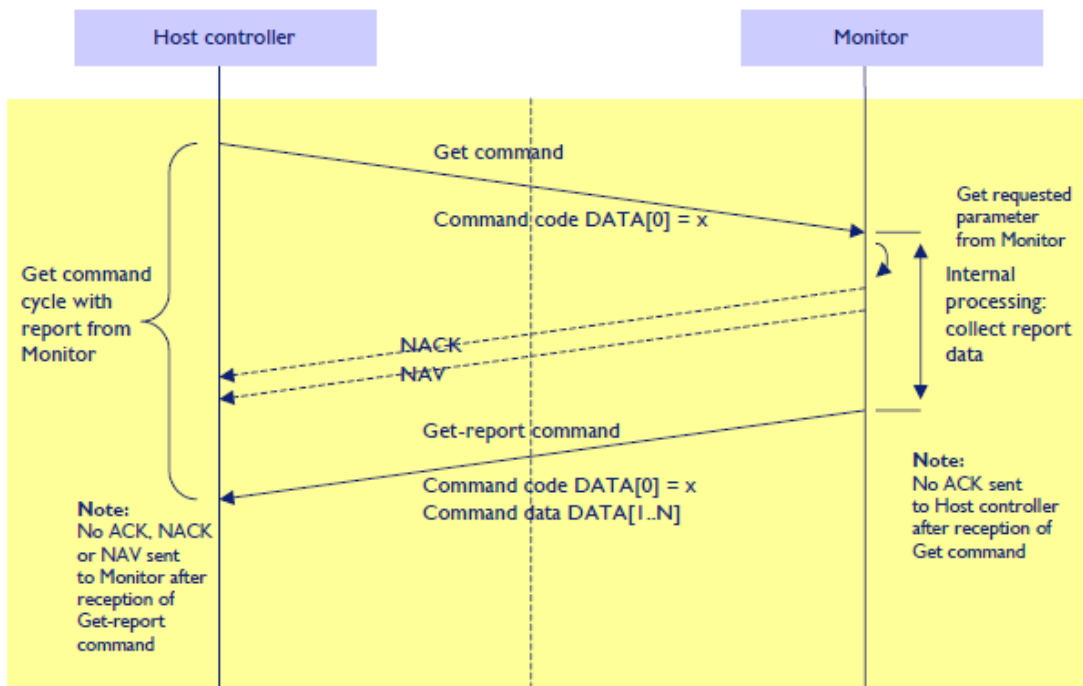 Host controller
Monitor
Get command
Command code DATA[0] = x
Get requested
parameter
from Monitor
Get command
cycle with
report from
Monitor
Internal
processing:
collect report
data
NACK
NAV
Get-report command
Command code DATA[0] = x
Command data DATA[1..N]
Note:
No ACK, NACK
or NAV sent
to Monitor after
reception of
Get-report
command
Note:
No ACK sent
to Host controller
after reception of
Get command